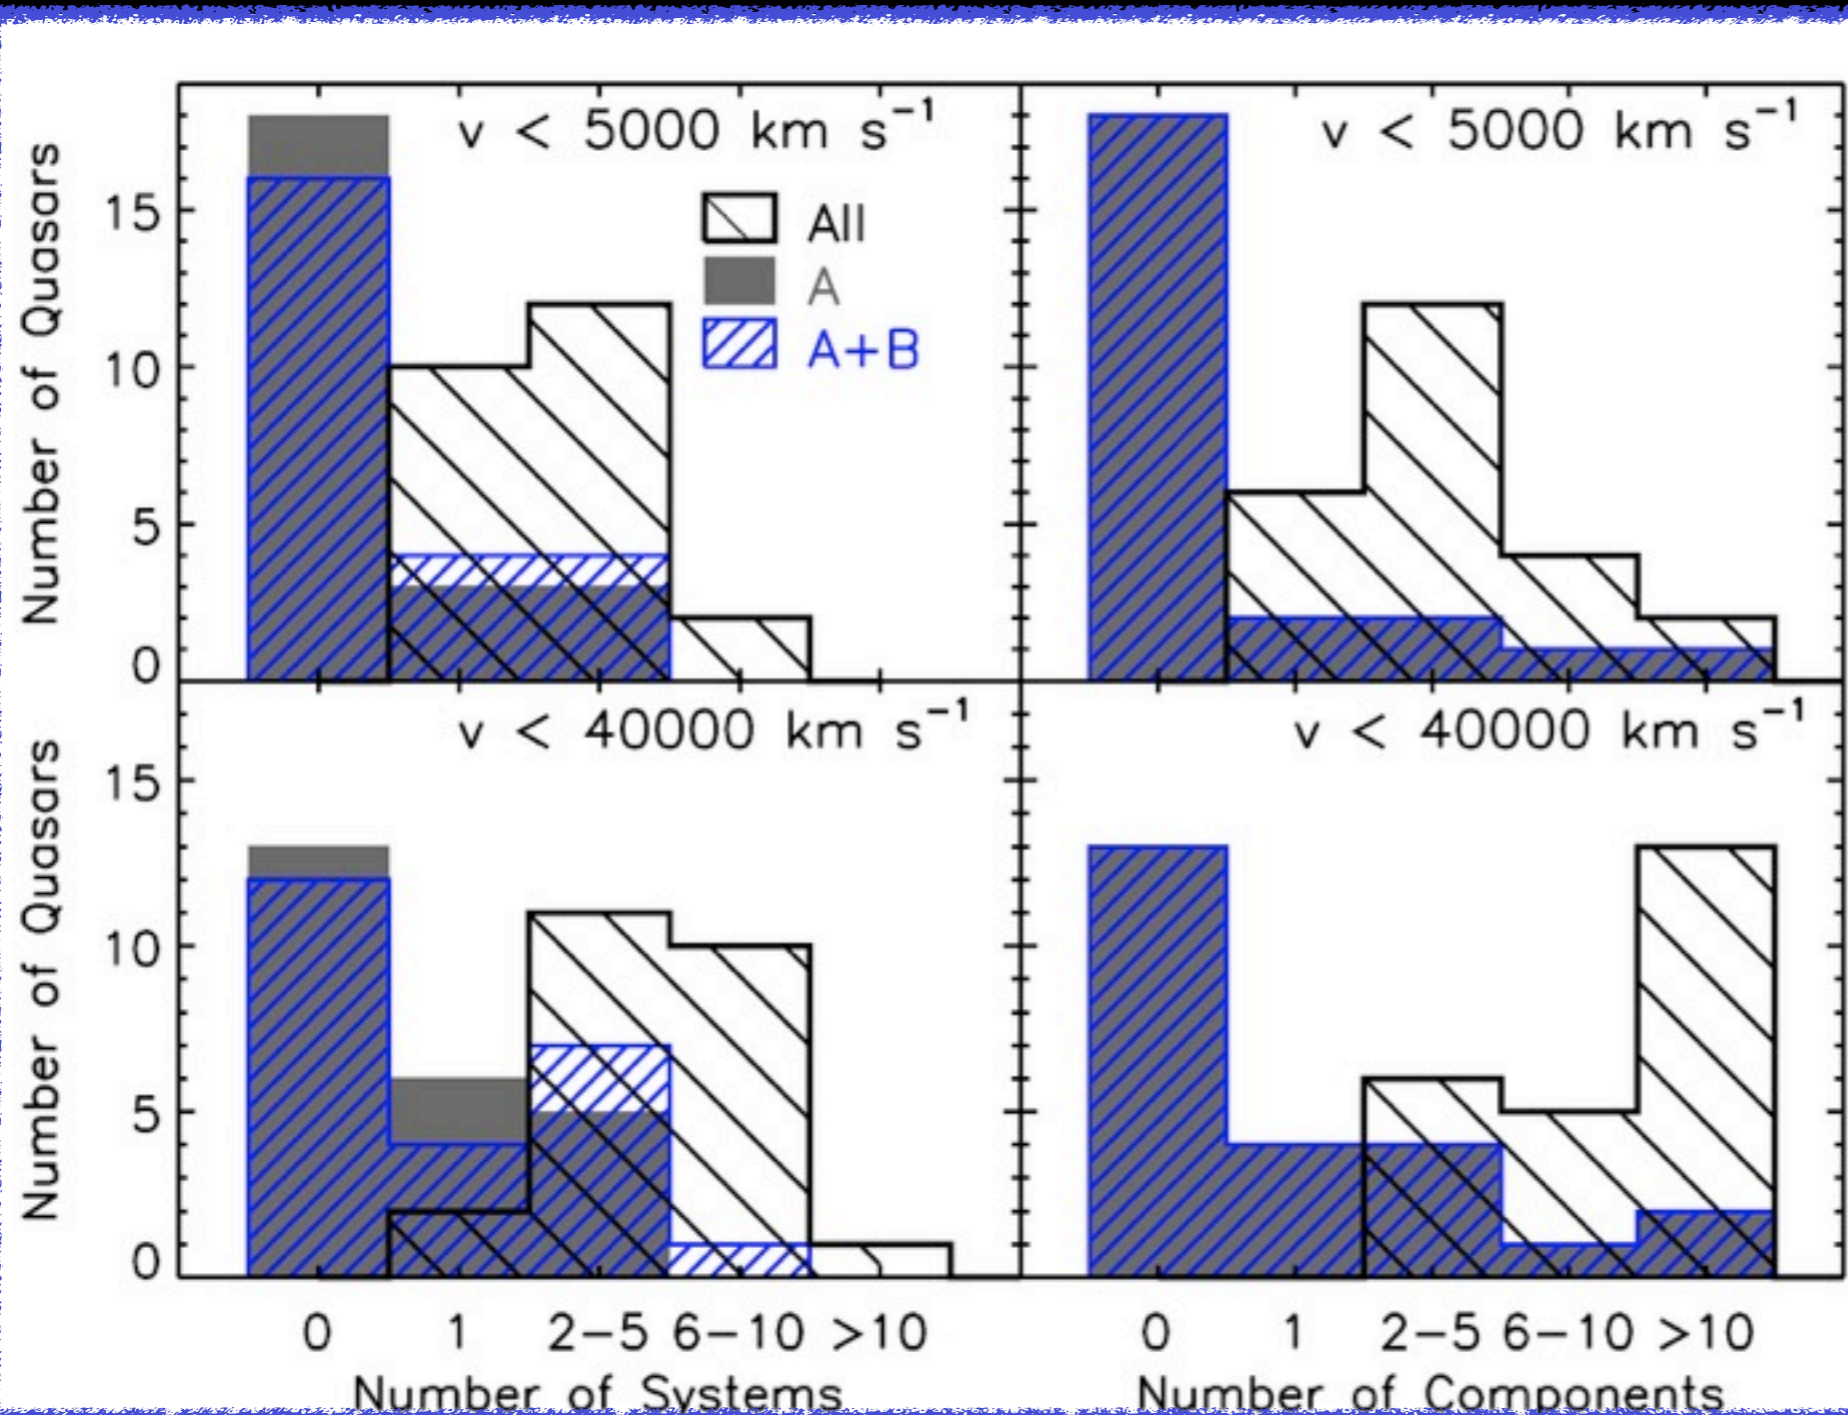 v < 5000 km s⁻¹
v < 5000 km s⁻¹
All
A
A+B
Number of Quasars
15
10
5
0
v < 40000 km s⁻¹
v < 40000 km s⁻¹
Number of Quasars
15
10
5
0
0 1 2−5 6−10 >10
0 1 2−5 6−10 >10
Number of Systems
Number of Components